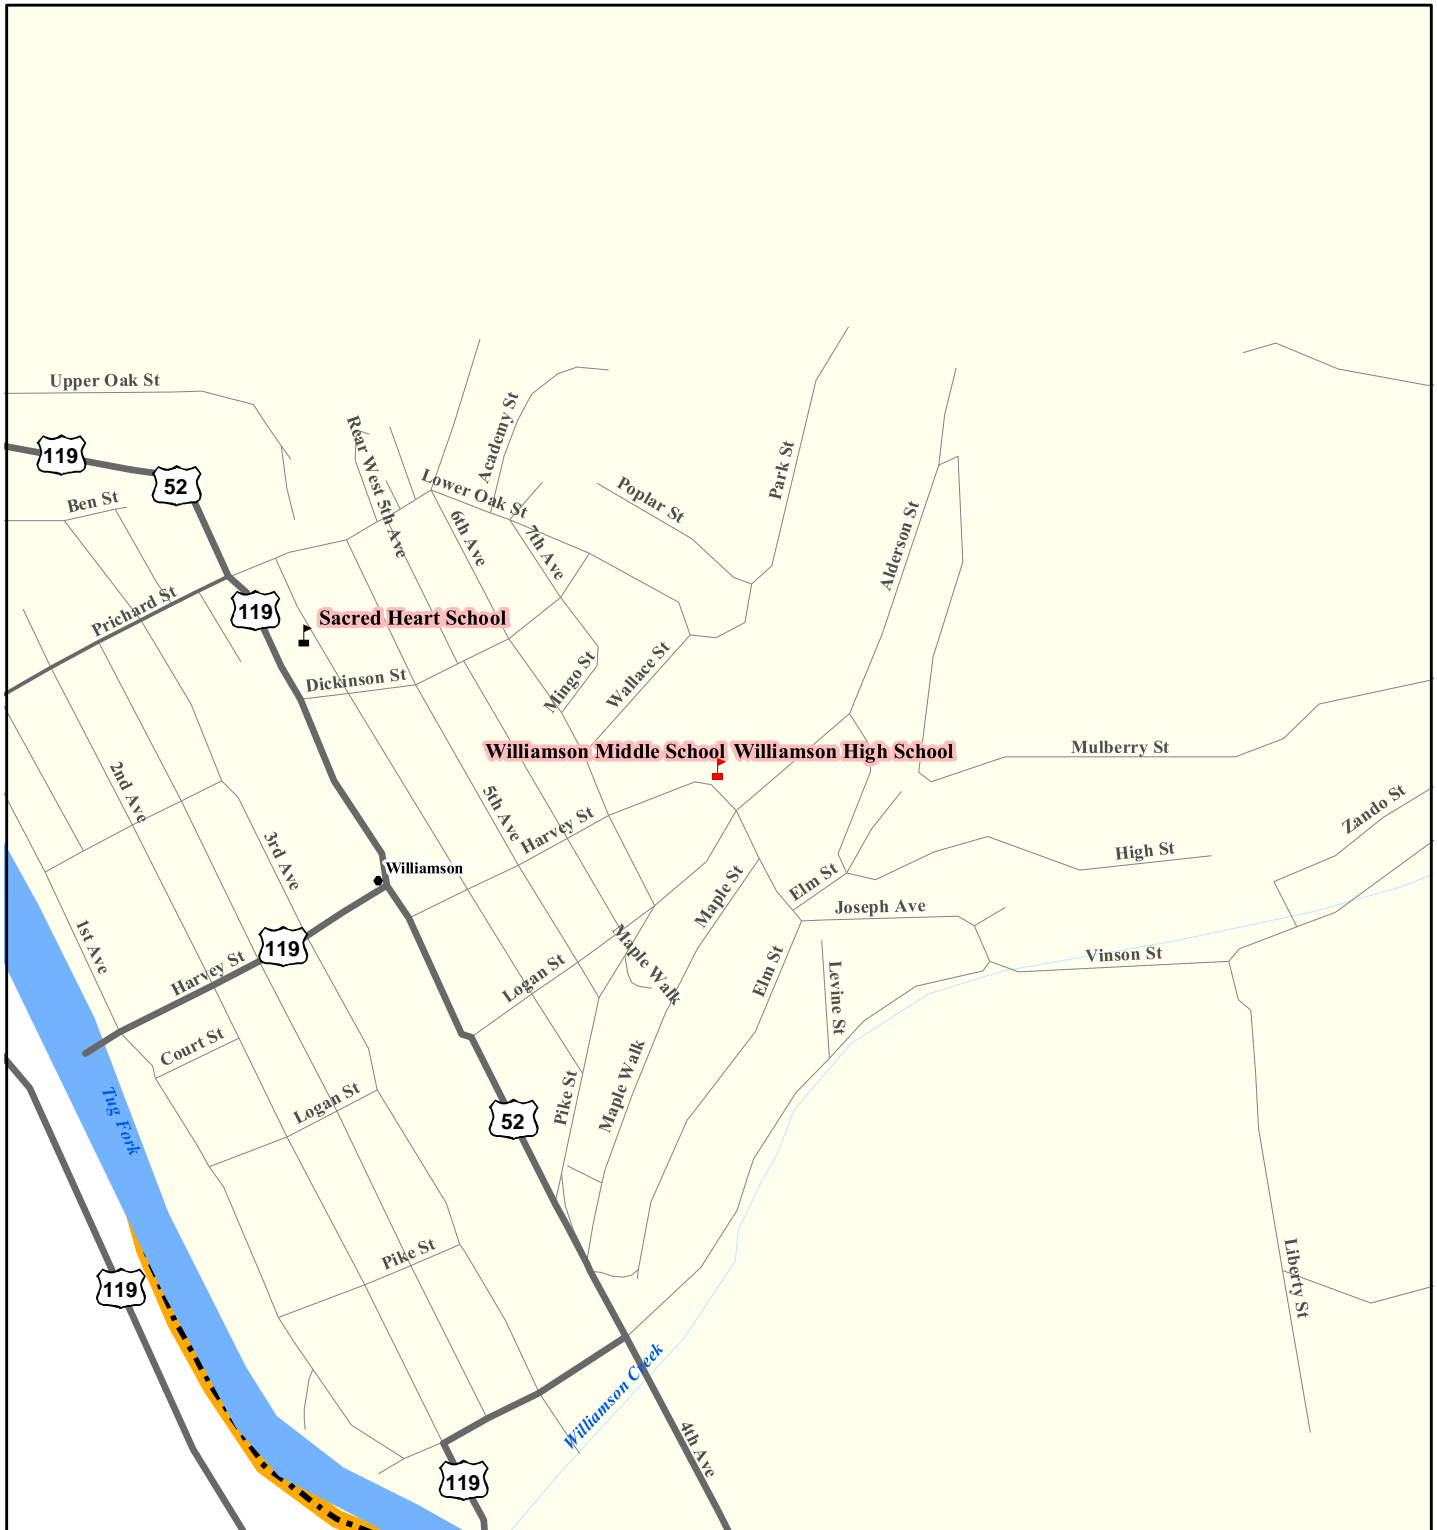 Upper Oak St
119
52
Ben St
Rear West 5th Ave
Academy St
Lower Oak St
6th Ave
7th Ave
Poplar St
Park St
Alderson St
Prichard St
119
Sacred Heart School
Dickinson St
Mingo St
Wallace St
Williamson Middle School
Williamson High School
Mulberry St
2nd Ave
5th Ave
Harvey St
Zando St
3rd Ave
Williamson
High St
Elm St
Maple St
Joseph Ave
1st Ave
119
Harvey St
Logan St
Maple Walk
Elm St
Levine St
Vinson St
Court St
Logan St
Tug Fork
52
Pike St
Maple Walk
Pike St
119
Liberty St
Williamson Creek
4th Ave
119